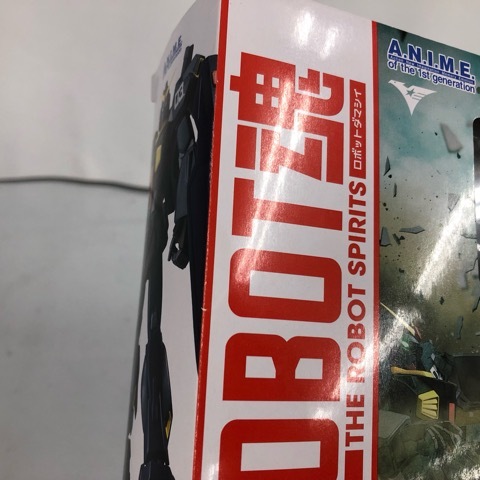 A.N.I.M.E.
of the 1st generation
OBOT魂
THE ROBOT SPIRITS ロボットダマシイ
A.N.I.M.E.